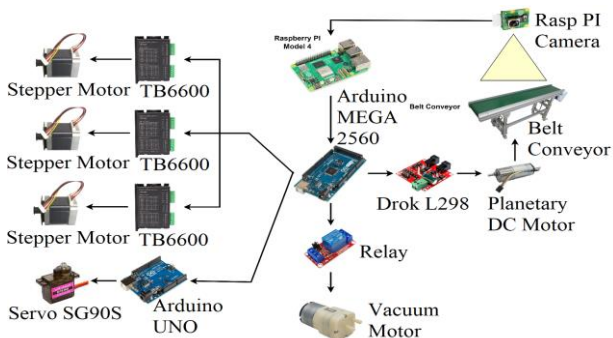 Raspberry PI
Model 4
Rasp PI
Camera
Stepper Motor
TB6600
Arduino
MEGA
2560
Belt Conveyor
Belt
Conveyor
Stepper Motor
TB6600
Drok L298
Planetary
DC Motor
Stepper Motor
TB6600
Relay
Servo SG90S
Arduino
UNO
Vacuum
Motor